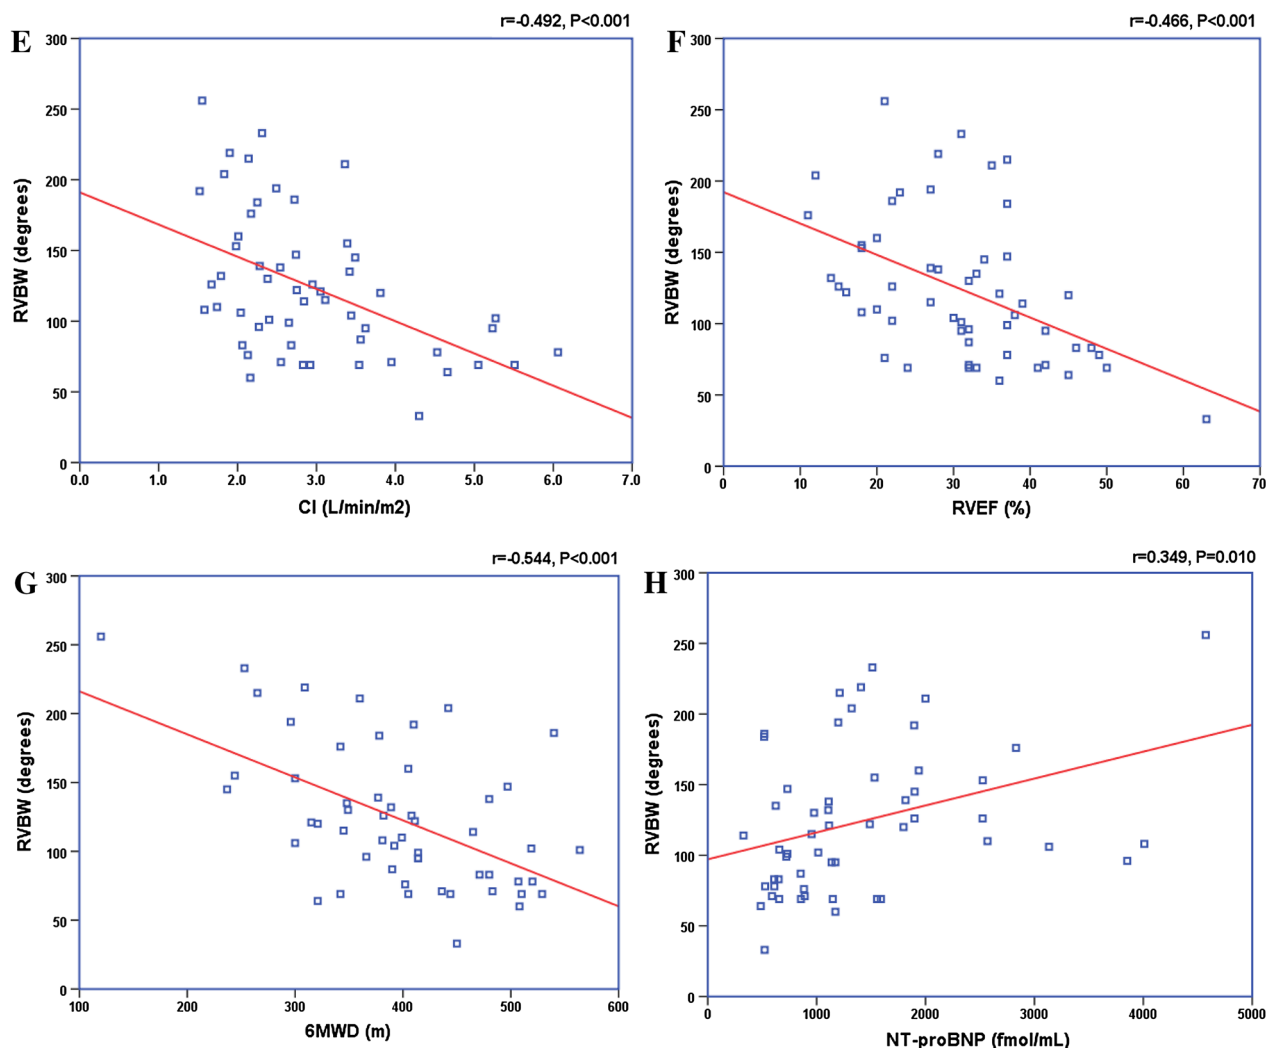 r=-0.492, P<0.001
E
300
250
200
150
100
50
0
RVBW (degrees)
0.0 1.0 2.0 3.0 4.0 5.0 6.0 7.0
CI (L/min/m2)
r=-0.466, P<0.001
F
300
250
200
150
100
50
0
RVBW (degrees)
0 10 20 30 40 50 60 70
RVEF (%)
r=-0.544, P<0.001
G
300
250
200
150
100
50
0
RVBW (degrees)
100 200 300 400 500 600
6MWD (m)
r=0.349, P=0.010
H
300
250
200
150
100
50
0
RVBW (degrees)
0 1000 2000 3000 4000 5000
NT-proBNP (fmol/mL)